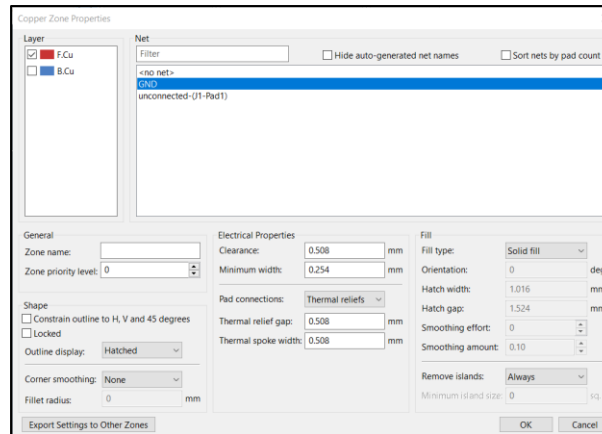 Copper Zone Properties
Layer
F.Cu
B.Cu
Net
Filter
Hide auto-generated net names
Sort nets by pad count
<no net>
GND
unconnected-(J1-Pad1)
General
Zone name:
Zone priority level: 0
Shape
Constrain outline to H, V and 45 degrees
Locked
Outline display: Hatched
Corner smoothing: None
Fillet radius: 0 mm
Electrical Properties
Clearance: 0.508 mm
Minimum width: 0.254 mm
Pad connections: Thermal reliefs
Thermal relief gap: 0.508 mm
Thermal spoke width: 0.508 mm
Fill
Fill type: Solid fill
Orientation: 0 deg
Hatch width: 1.016 mm
Hatch gap: 1.524 mm
Smoothing effort: 0
Smoothing amount: 0.10
Remove islands: Always
Minimum island size: 0 sq.
Export Settings to Other Zones
OK
Cancel